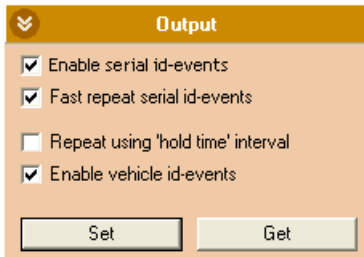 Output
Enable serial id-events
Fast repeat serial id-events
Repeat using 'hold time' interval
Enable vehicle id-events
Set Get